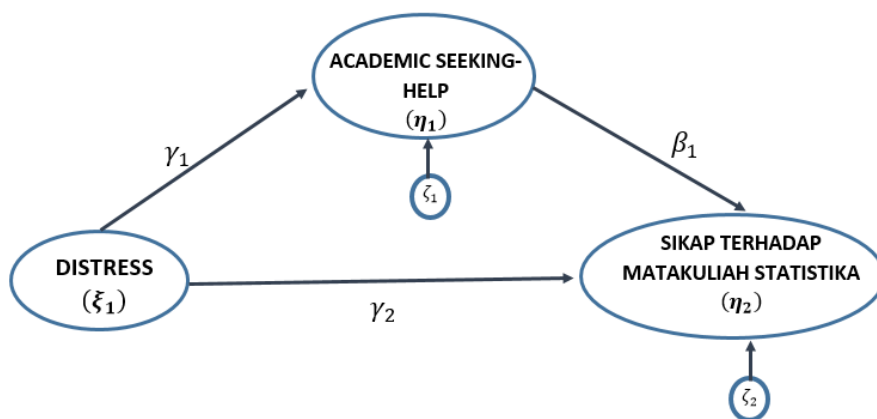 ACADEMIC SEEKING-
HELP
(η₁)
γ₁
β₁
ζ₁
SIKAP TERHADAP
MATAKULIAH STATISTIKA
(η₂)
DISTRESS
(ξ₁)
γ₂
ζ₂